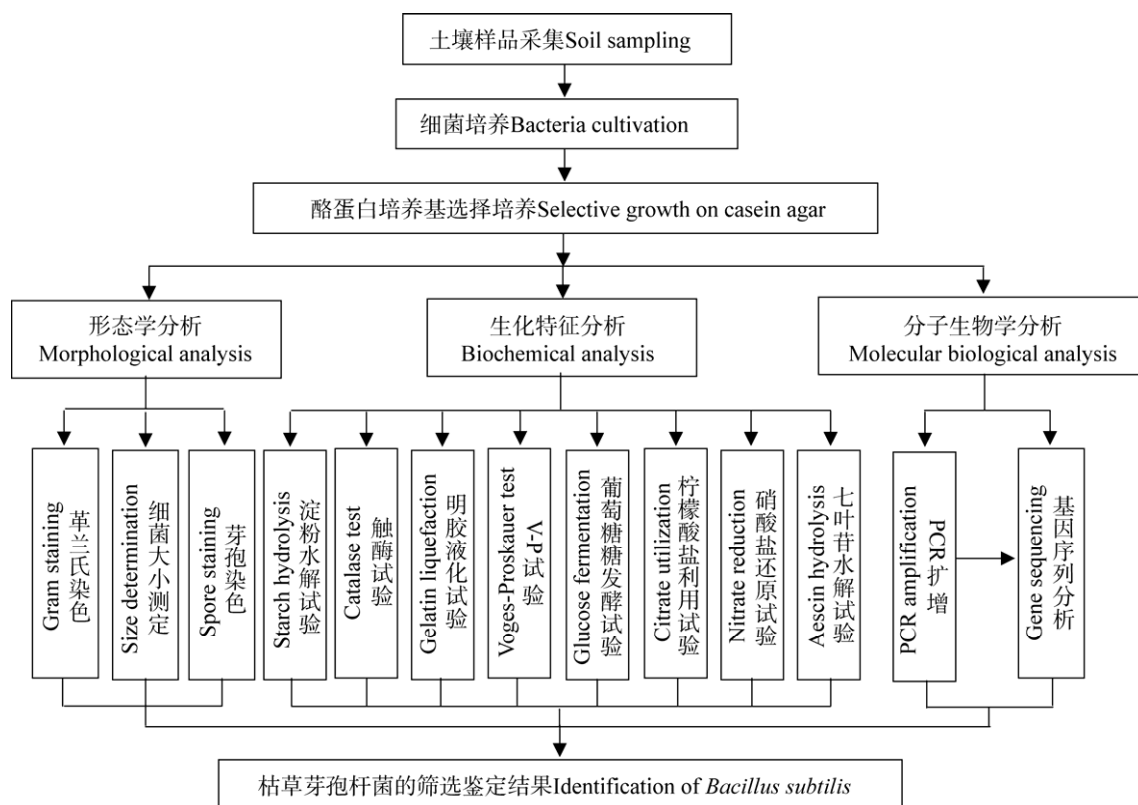 土壤样品采集Soil sampling
细菌培养Bacteria cultivation
酪蛋白培养基选择培养Selective growth on casein agar
形态学分析
Morphological analysis
生化特征分析
Biochemical analysis
分子生物学分析
Molecular biological analysis
革兰氏染色
Gram staining
细菌大小测定
Size determination
芽孢染色
Spore staining
淀粉水解试验
Starch hydrolysis
触酶试验
Catalase test
明胶液化试验
Gelatin liquefaction
V-P试验
Voges-Proskauer test
葡萄糖糖发酵试验
Glucose fermentation
柠檬酸盐利用试验
Citrate utilization
硝酸盐还原试验
Nitrate reduction
七叶苷水解试验
Aescin hydrolysis
PCR扩增
PCR amplification
基因序列分析
Gene sequencing
枯草芽孢杆菌的筛选鉴定结果Identification of Bacillus subtilis